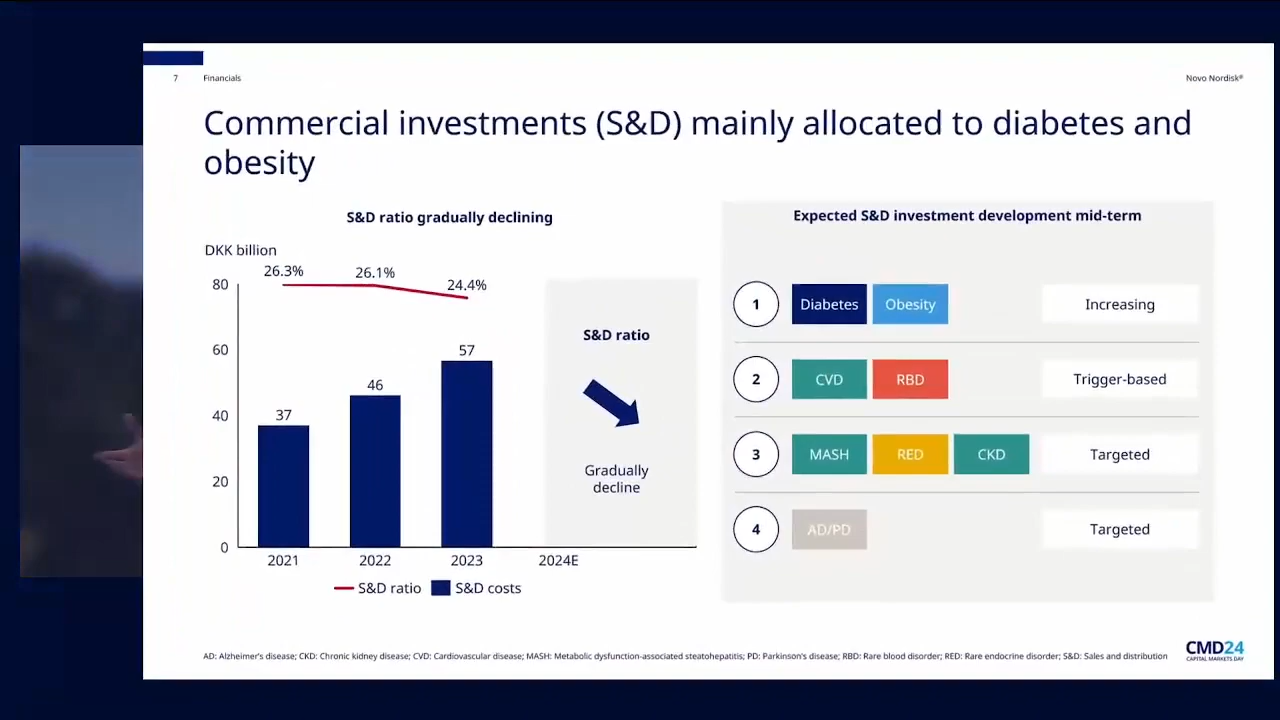 7
Financials
Novo Nordisk®
Commercial investments (S&D) mainly allocated to diabetes and
obesity
S&D ratio gradually declining
DKK billion
26.3%
26.1%
24.4%
80
60
40
20
0
37
46
57
2021
2022
2023
2024E
S&D ratio
S&D costs
S&D ratio
Gradually
decline
Expected S&D investment development mid-term
1
Diabetes
Obesity
Increasing
2
CVD
RBD
Trigger-based
3
MASH
RED
CKD
Targeted
4
AD/PD
Targeted
AD: Alzheimer's disease; CKD: Chronic kidney disease; CVD: Cardiovascular disease; MASH: Metabolic dysfunction-associated steatohepatitis; PD: Parkinson's disease; RBD: Rare blood disorder; RED: Rare endocrine disorder; S&D: Sales and distribution
CMD24
CAPITAL MARKETS DAY